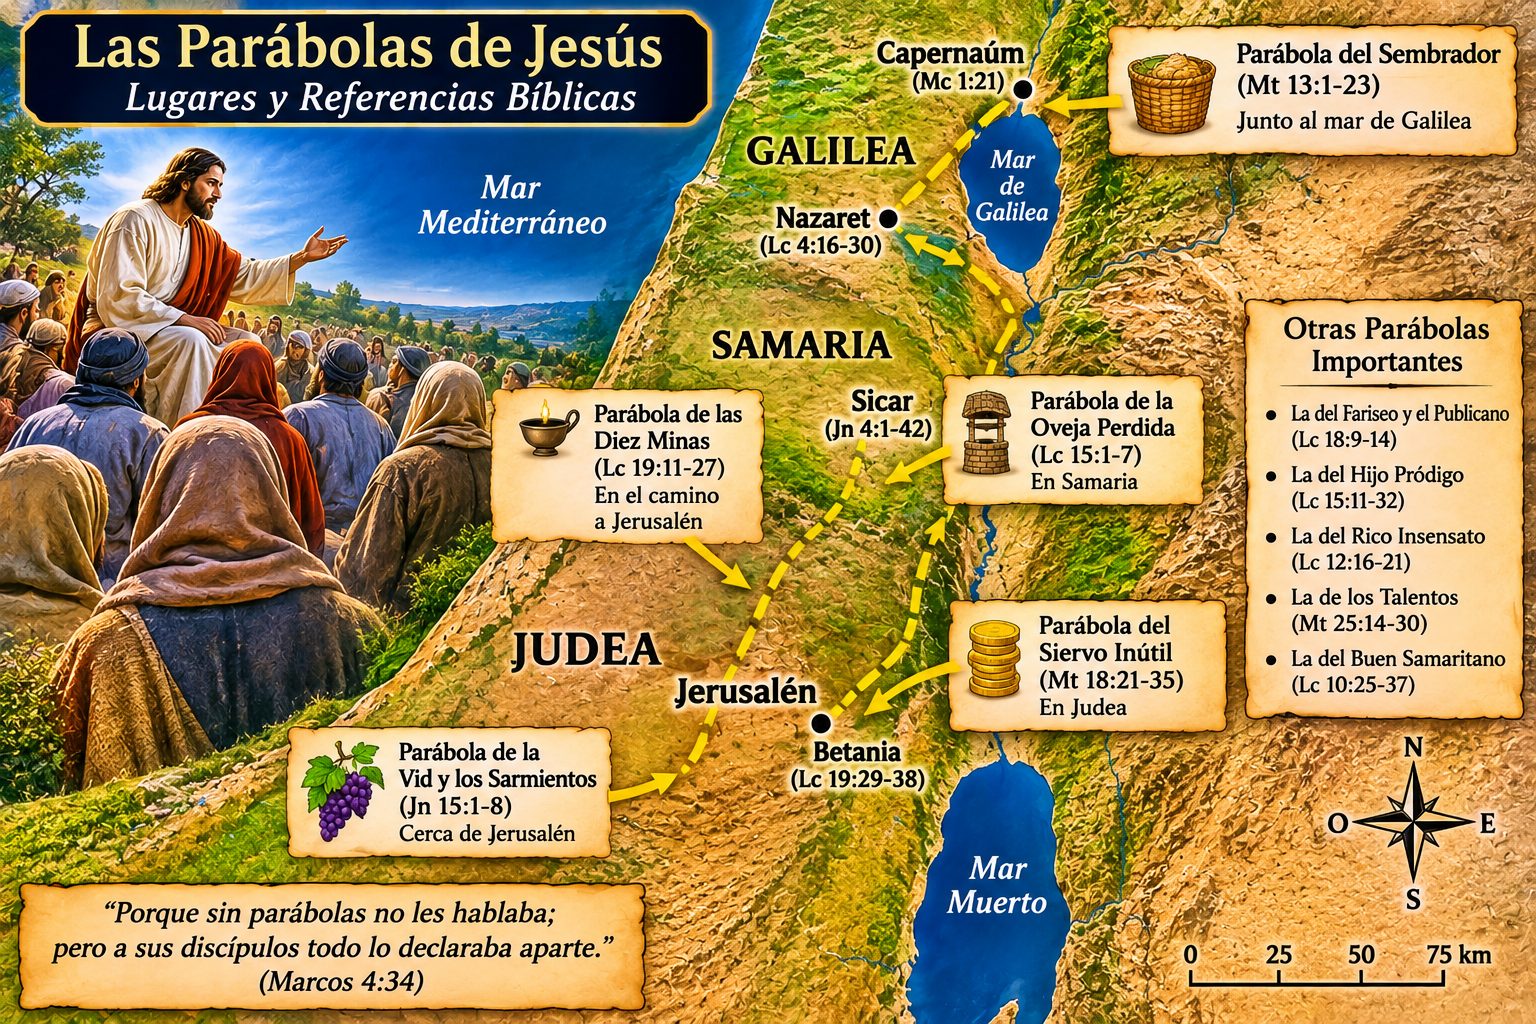 Las Parábolas de Jesús
Lugares y Referencias Bíblicas
Mar
Mediterráneo
Capernaúm
(Mc 1:21)
GALILEA
Mar
de
Galilea
Nazaret
(Lc 4:16-30)
Parábola del Sembrador
(Mt 13:1-23)
Junto al mar de Galilea
SAMARIA
Sicar
(Jn 4:1-42)
Parábola de las
Diez Minas
(Lc 19:11-27)
En el camino
a Jerusalén
Parábola de la
Oveja Perdida
(Lc 15:1-7)
En Samaria
Otras Parábolas
Importantes
• La del Fariseo y el Publicano
(Lc 18:9-14)
• La del Hijo Pródigo
(Lc 15:11-32)
• La del Rico Insensato
(Lc 12:16-21)
• La de los Talentos
(Mt 25:14-30)
• La del Buen Samaritano
(Lc 10:25-37)
JUDEA
Jerusalén
Betania
(Lc 19:29-38)
Parábola del
Siervo Inútil
(Mt 18:21-35)
En Judea
Parábola de la
Vid y los Sarmientos
(Jn 15:1-8)
Cerca de Jerusalén
Mar
Muerto
N
O E
S
0 25 50 75 km
“Porque sin parábolas no les hablaba;
pero a sus discípulos todo lo declaraba aparte.”
(Marcos 4:34)